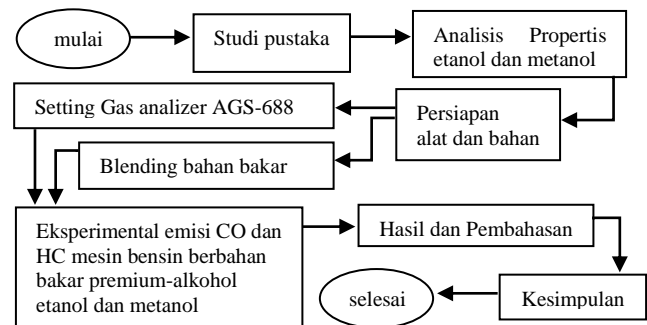 mulai
Studi pustaka
Analisis Propertis
etanol dan metanol
Setting Gas analizer AGS-688
Persiapan
alat dan bahan
Blending bahan bakar
Eksperimental emisi CO dan
HC mesin bensin berbahan
bakar premium-alkohol
etanol dan metanol
Hasil dan Pembahasan
Kesimpulan
selesai